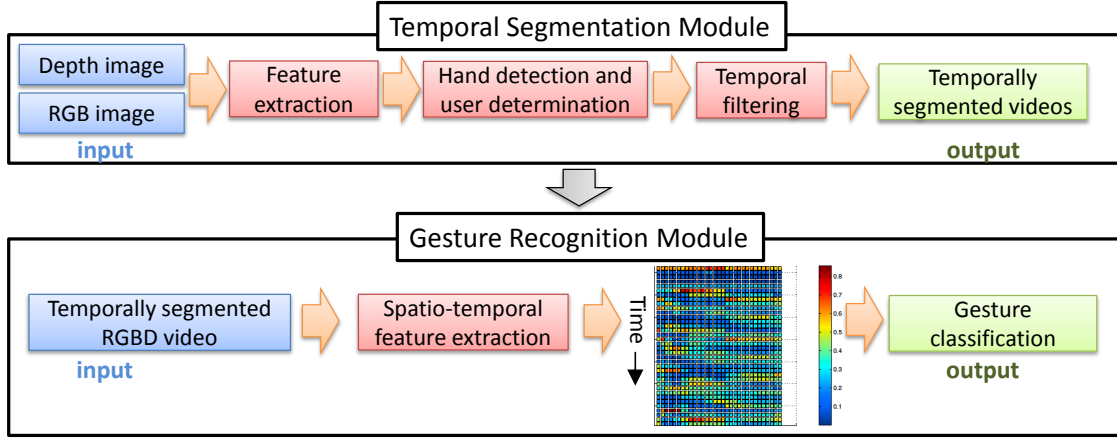 Temporal Segmentation Module
Depth image
RGB image
input
Feature
extraction
Hand detection and
user determination
Temporal
filtering
Temporally
segmented videos
output
Gesture Recognition Module
Temporally segmented
RGBD video
input
Spatio-temporal
feature extraction
Time
0.8
0.7
0.6
0.5
0.4
0.3
0.2
0.1
Gesture
classification
output